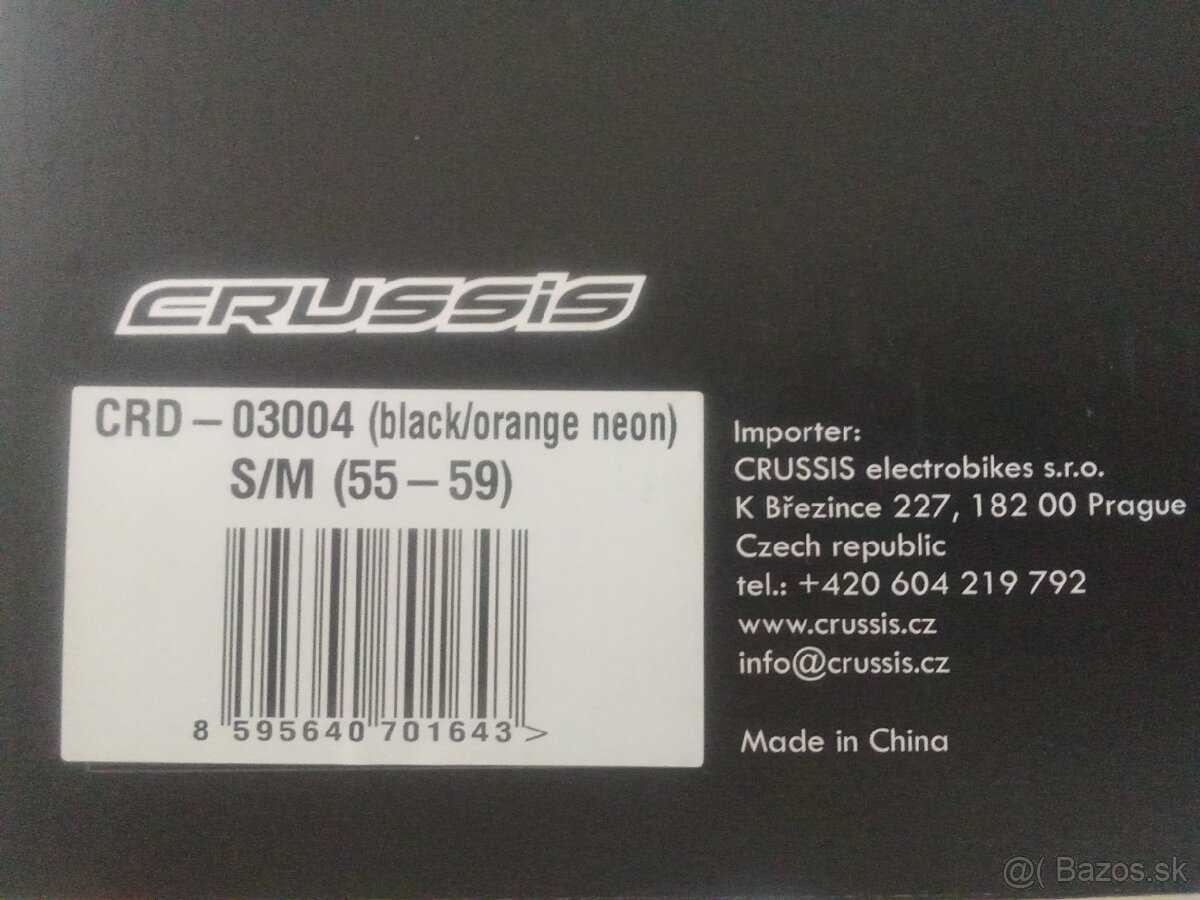 CRUSSiS
CRD – 03004 (black/orange neon)
S/M (55 – 59)
8 595640 701643 >
Importer:
CRUSSIS electrobikes s.r.o.
K Březince 227, 182 00 Prague
Czech republic
tel.: +420 604 219 792
www.crussis.cz
info@crussis.cz
Made in China
@( Bazos.sk